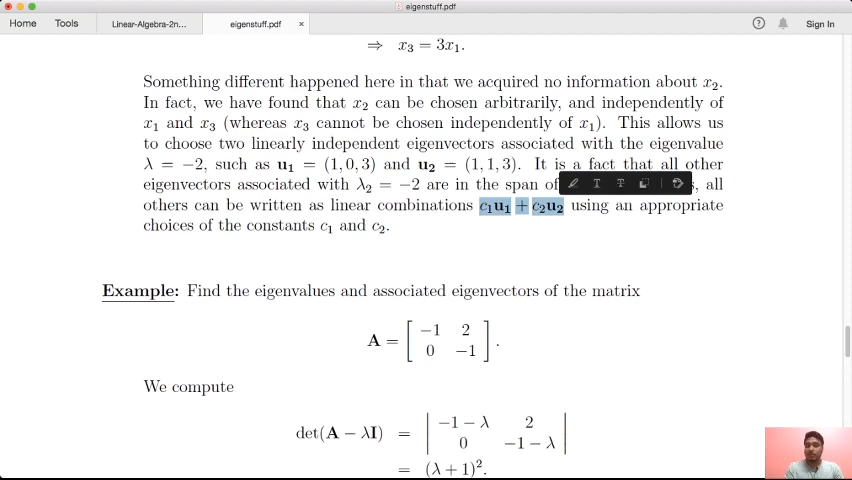 eigenstuff.pdf
Home Tools Linear-Algebra-2n... eigenstuff.pdf × Sign In
⇒ x₃ = 3x₁.
Something different happened here in that we acquired no information about x₂.
In fact, we have found that x₂ can be chosen arbitrarily, and independently of
x₁ and x₃ (whereas x₃ cannot be chosen independently of x₁). This allows us
to choose two linearly independent eigenvectors associated with the eigenvalue
λ = −2, such as u₁ = (1, 0, 3) and u₂ = (1, 1, 3). It is a fact that all other
eigenvectors associated with λ₂ = −2 are in the span of , all
others can be written as linear combinations c₁u₁ + c₂u₂ using an appropriate
choices of the constants c₁ and c₂.
Example: Find the eigenvalues and associated eigenvectors of the matrix
A = [ −1 2
0 −1 ] .
We compute
det(A − λI) = | −1 − λ 2
0 −1 − λ |
= (λ + 1)².